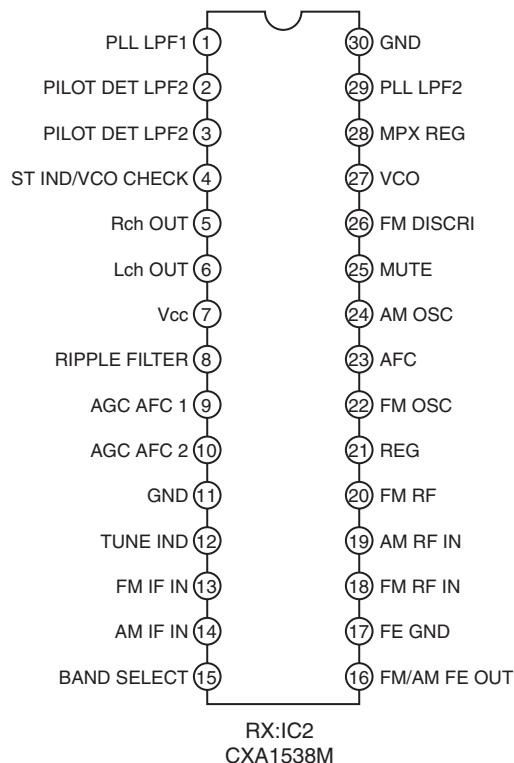 PLL LPF1 1 30 GND
PILOT DET LPF2 2 29 PLL LPF2
PILOT DET LPF2 3 28 MPX REG
ST IND/VCO CHECK 4 27 VCO
Rch OUT 5 26 FM DISCRI
Lch OUT 6 25 MUTE
Vcc 7 24 AM OSC
RIPPLE FILTER 8 23 AFC
AGC AFC 1 9 22 FM OSC
AGC AFC 2 10 21 REG
GND 11 20 FM RF
TUNE IND 12 19 AM RF IN
FM IF IN 13 18 FM RF IN
AM IF IN 14 17 FE GND
BAND SELECT 15 16 FM/AM FE OUT
RX:IC2
CXA1538M